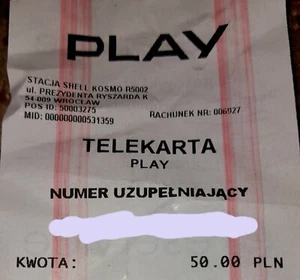 PLAY
STACJA SHELL KOSMO R5002
ul. PREZYDENTA RYSZARDA K
54-009 WROCŁAW
POS ID: S0003275
RACHUNEK NR: 006927
MID: 000000000531359
TELEKARTA
PLAY
NUMER UZUPEŁNIAJĄCY
KWOTA: 50.00 PLN